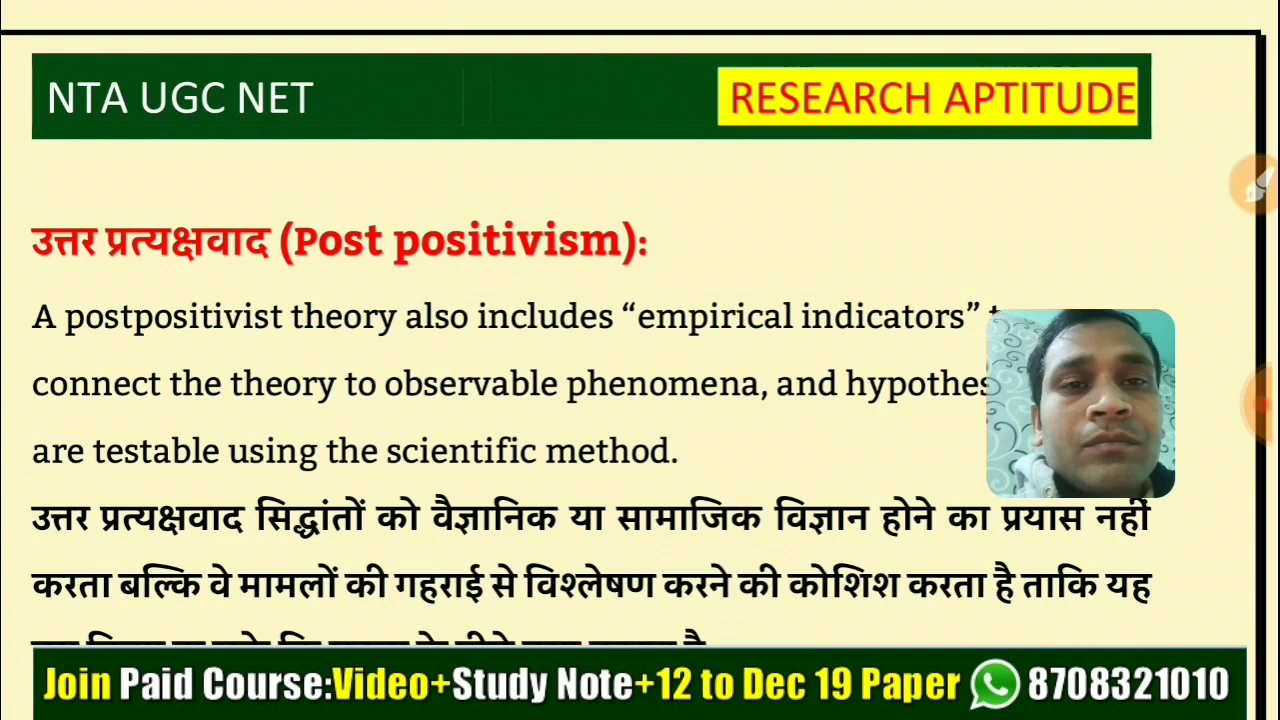 NTA UGC NET RESEARCH APTITUDE
उत्तर प्रत्यक्षवाद (Post positivism):
A postpositivist theory also includes “empirical indicators”
connect the theory to observable phenomena, and
are testable using the scientific method.
उत्तर प्रत्यक्षवाद सिद्धांतों को वैज्ञानिक या सामाजिक विज्ञान होने का प्रयास नहीं
करता बल्कि वे मामलों की गहराई से विश्लेषण करने की कोशिश करता है ताकि यह
Join Paid Course:Video+Study Note+12 to Dec 19 Paper 8708321010